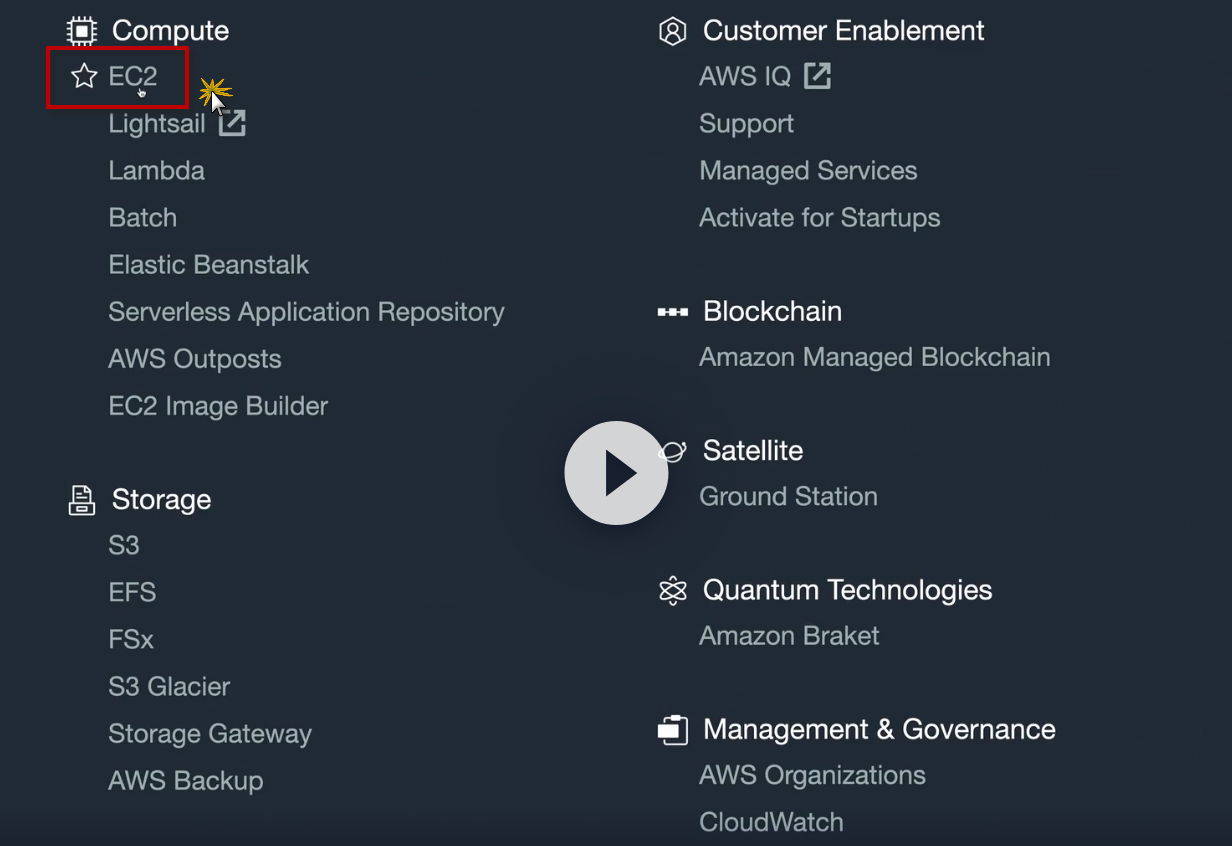 Compute
EC2
Lightsail
Lambda
Batch
Elastic Beanstalk
Serverless Application Repository
AWS Outposts
EC2 Image Builder
Storage
S3
EFS
FSx
S3 Glacier
Storage Gateway
AWS Backup
Customer Enablement
AWS IQ
Support
Managed Services
Activate for Startups
Blockchain
Amazon Managed Blockchain
Satellite
Ground Station
Quantum Technologies
Amazon Braket
Management & Governance
AWS Organizations
CloudWatch